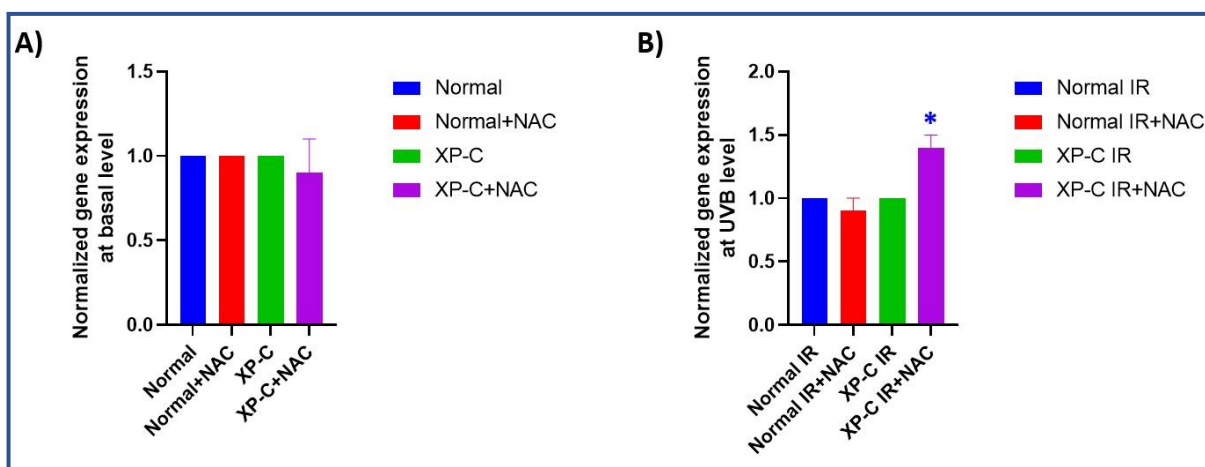 A)
Normalized gene expression
at basal level
1.5
1.0
0.5
0.0
Normal
Normal+NAC
XP-C
XP-C+NAC
Normal
Normal+NAC
XP-C
XP-C+NAC
B)
Normalized gene expression
at UVB level
2.0
1.5
1.0
0.5
0.0
*
Normal IR
Normal IR+NAC
XP-C IR
XP-C IR+NAC
Normal IR
Normal IR+NAC
XP-C IR
XP-C IR+NAC